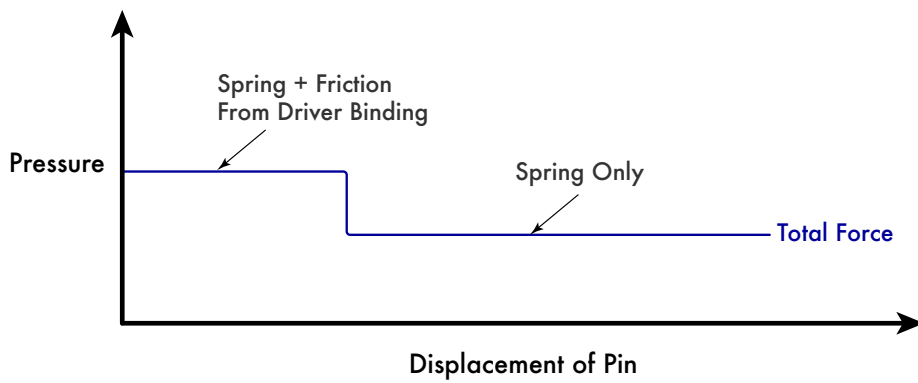 Spring + Friction
From Driver Binding
Pressure
Spring Only
Total Force
Displacement of Pin